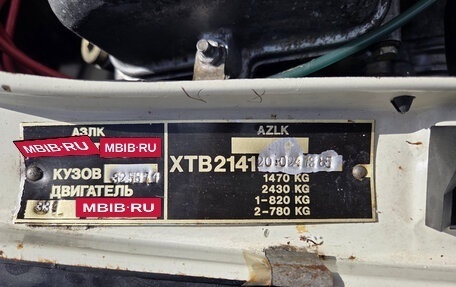 АЗЛК
AZLK
MBIB·RU
MBIB·RU
КУЗОВ
ДВИГАТЕЛЬ
MBIB·RU
XTB2141
1470 KG
2430 KG
1-820 KG
2-780 KG